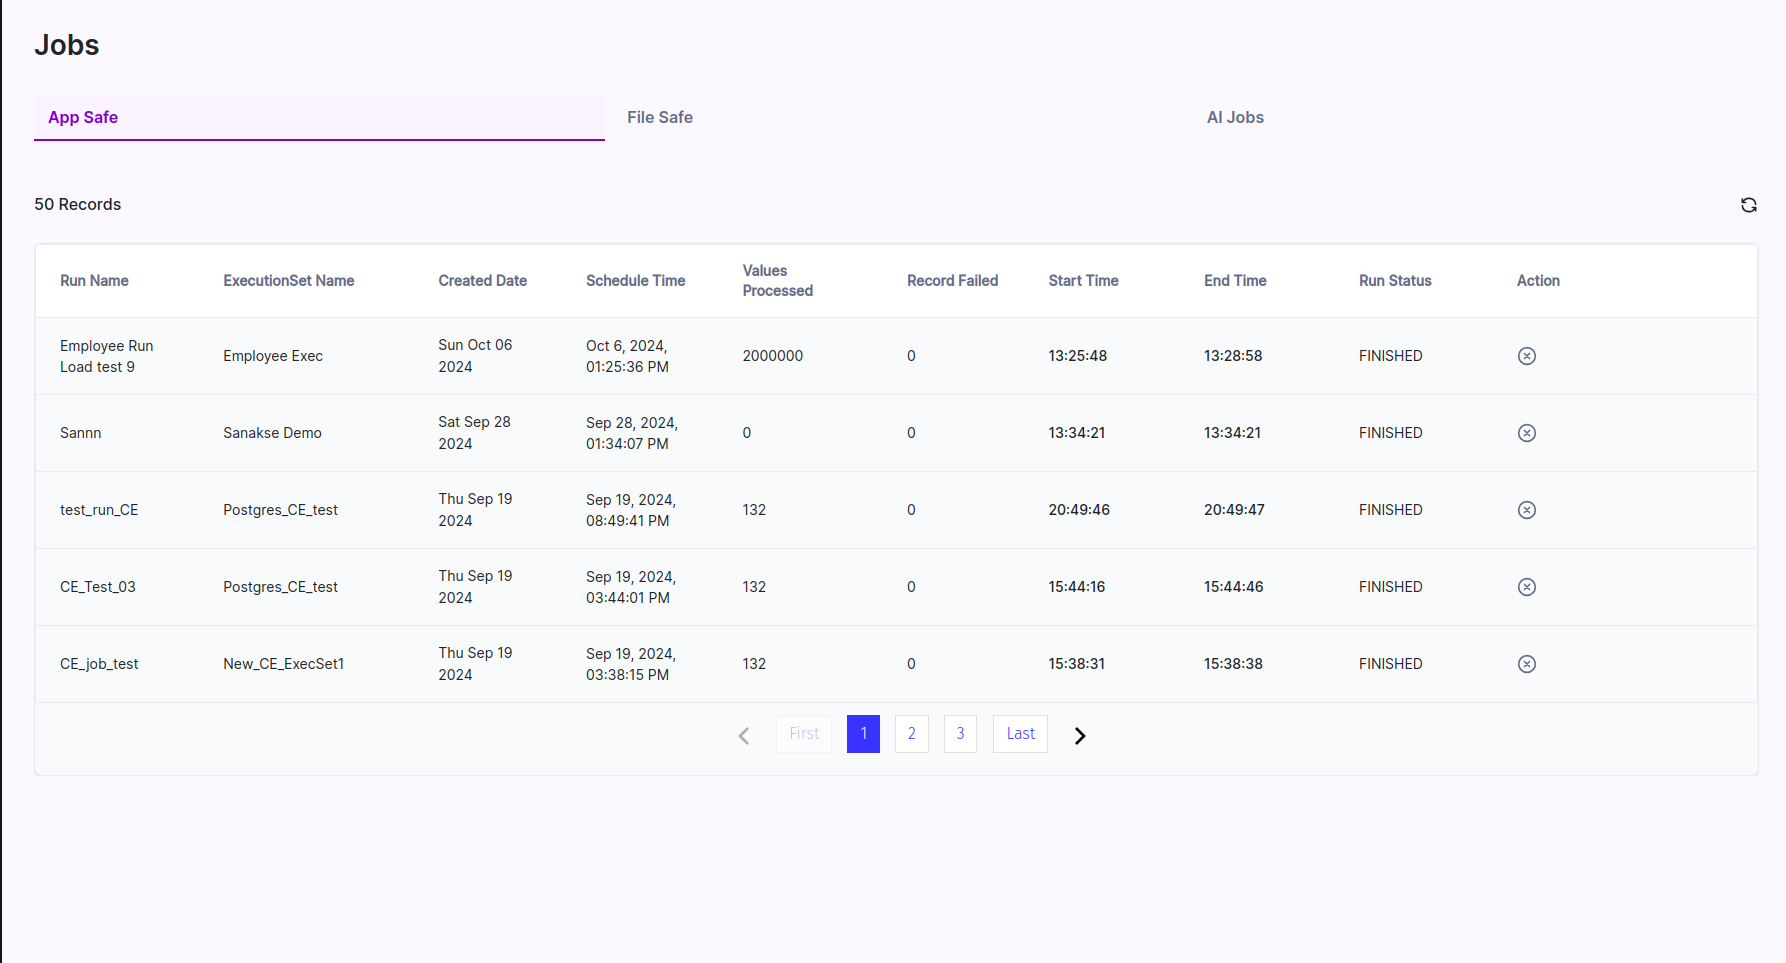 Jobs
App Safe File Safe AI Jobs
50 Records
Run Name ExecutionSet Name Created Date Schedule Time Values Processed Record Failed Start Time End Time Run Status Action
Employee Run Load test 9 Employee Exec Sun Oct 06 2024 Oct 6, 2024, 01:25:36 PM 2000000 0 13:25:48 13:28:58 FINISHED
Sannn Sanakse Demo Sat Sep 28 2024 Sep 28, 2024, 01:34:07 PM 0 0 13:34:21 13:34:21 FINISHED
test_run_CE Postgres_CE_test Thu Sep 19 2024 Sep 19, 2024, 08:49:41 PM 132 0 20:49:46 20:49:47 FINISHED
CE_Test_03 Postgres_CE_test Thu Sep 19 2024 Sep 19, 2024, 03:44:01 PM 132 0 15:44:16 15:44:46 FINISHED
CE_job_test New_CE_ExecSet1 Thu Sep 19 2024 Sep 19, 2024, 03:38:15 PM 132 0 15:38:31 15:38:38 FINISHED
First 1 2 3 Last